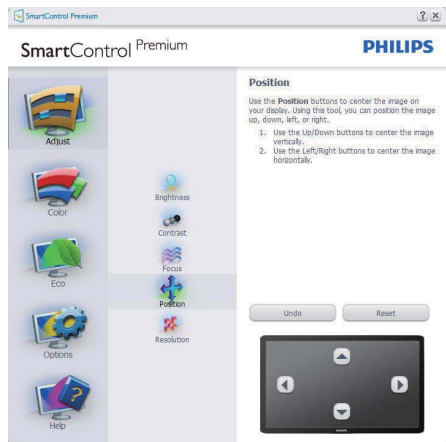 SmartControl Premium
SmartControl Premium
PHILIPS
Adjust
Color
Eco
Options
Help
Brightness
Contrast
Focus
Position
Resolution
Position
Use the Position buttons to center the image on
your display. Using this tool, you can position the image
up, down, left, or right.
1. Use the Up/Down buttons to center the image
vertically.
2. Use the Left/Right buttons to center the image
horizontally.
Undo
Reset
PHILIPS